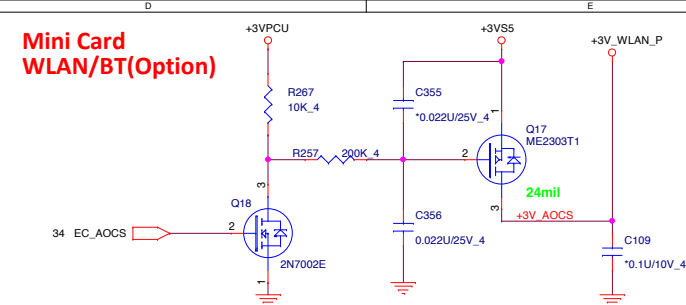 D
E
Mini Card
WLAN/BT(Option)
+3VPCU
+3VS5
+3V_WLAN_P
R267
10K_4
C355
*0.022U/25V_4
1
Q17
ME2303T1
R257
200K_4
2
3
24mil
+3V_AOCS
Q18
3
34
EC_AOCS
2
2N7002E
1
C356
0.022U/25V_4
C109
*0.1U/10V_4